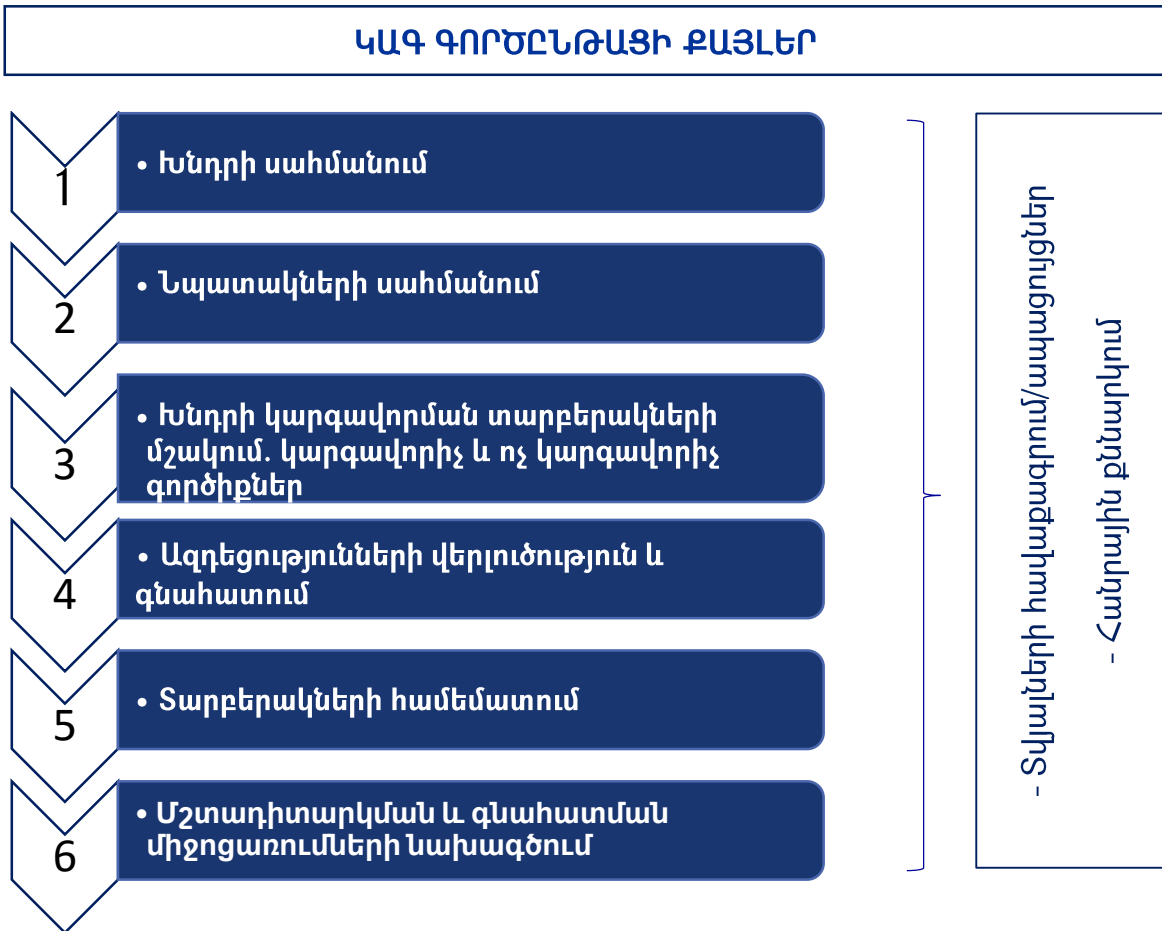 ԿԱԳ ԳՈՐԾԸՆԹԱՑԻ ՔԱՅԼԵՐ
1
• Խնդրի սահմանում
2
• Նպատակների սահմանում
3
• Խնդրի կարգավորման տարբերակների
մշակում. կարգավորիչ և ոչ կարգավորիչ
գործիքներ
4
• Ազդեցությունների վերլուծություն և
գնահատում
5
• Տարբերակների համեմատում
6
• Մշտադիտարկման և գնահատման
միջոցառումների նախագծում
- Տվյալների հավաքագրում/ապացույցներ
- Հանրային քննարկում